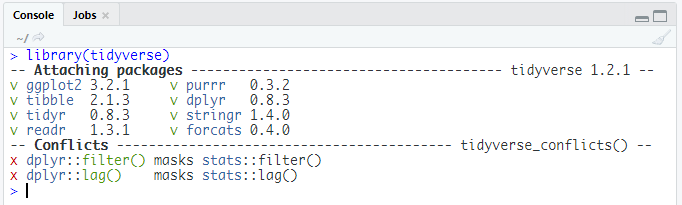 Console Jobs ×
~/
> library(tidyverse)
-- Attaching packages --------------------------------------- tidyverse 1.2.1 --
v ggplot2 3.2.1     v purrr   0.3.2
v tibble  2.1.3     v dplyr   0.8.3
v tidyr   0.8.3     v stringr 1.4.0
v readr   1.3.1     v forcats 0.4.0
-- Conflicts ------------------------------------------ tidyverse_conflicts() --
x dplyr::filter() masks stats::filter()
x dplyr::lag()    masks stats::lag()
>